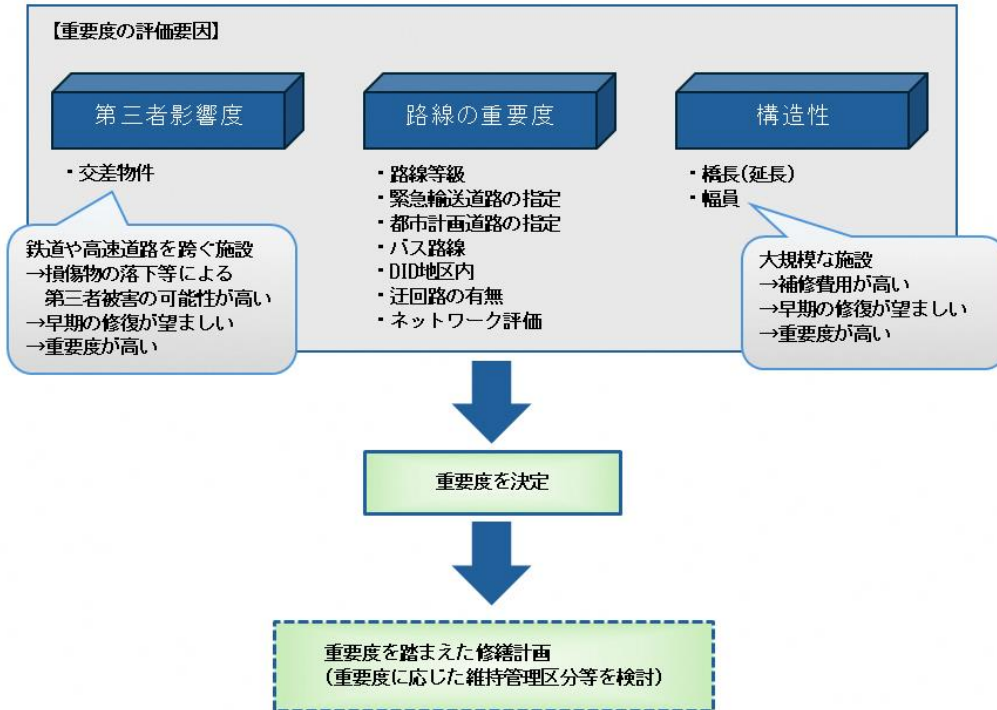 【重要度の評価要因】
第三者影響度
・交差物件
鉄道や高速道路を跨ぐ施設
→損傷物の落下等による
第三者被害の可能性が高い
→早期の修復が望ましい
→重要度が高い
路線の重要度
・路線等級
・緊急輸送道路の指定
・都市計画道路の指定
・バス路線
・DID地区内
・迂回路の有無
・ネットワーク評価
構造性
・橋長(延長)
・幅員
大規模な施設
→補修費用が高い
→早期の修復が望ましい
→重要度が高い
重要度を決定
重要度を踏まえた修繕計画
(重要度に応じた維持管理区分等を検討)